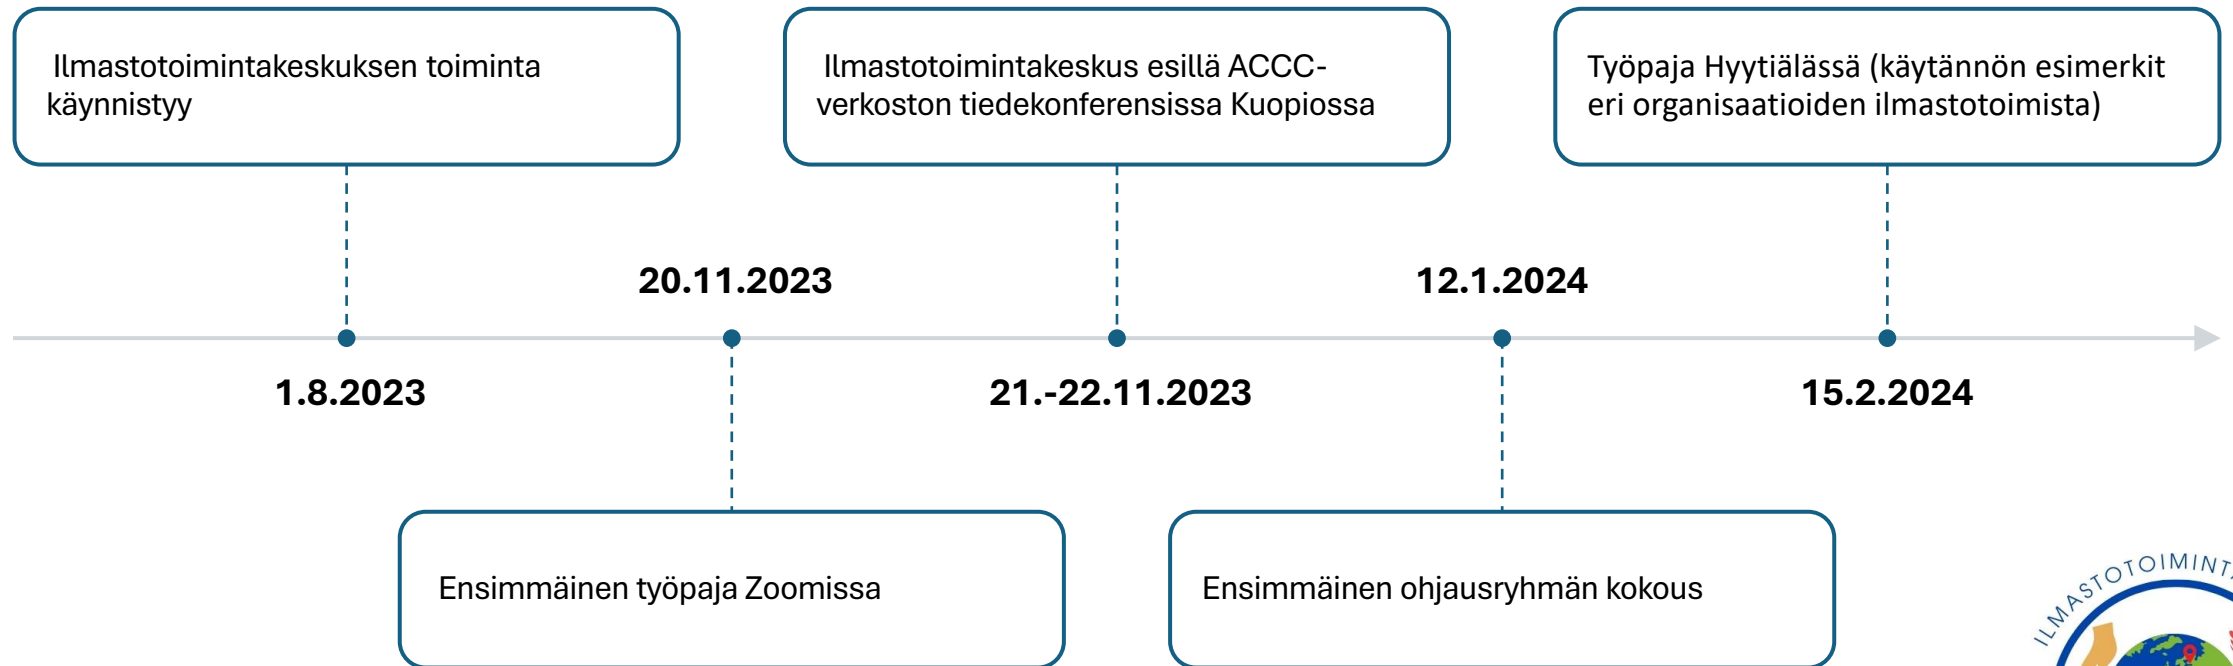 Ilmastotoimintakeskuksen toiminta
käynnistyy
Ilmastotoimintakeskus esillä ACCC-
verkoston tiedekonferensissa Kuopiossa
Työpaja Hyytiälässä (käytännön esimerkit
eri organisaatioiden ilmastotoimista)
20.11.2023
12.1.2024
1.8.2023
21.-22.11.2023
15.2.2024
Ensimmäinen työpaja Zoomissa
Ensimmäinen ohjausryhmän kokous